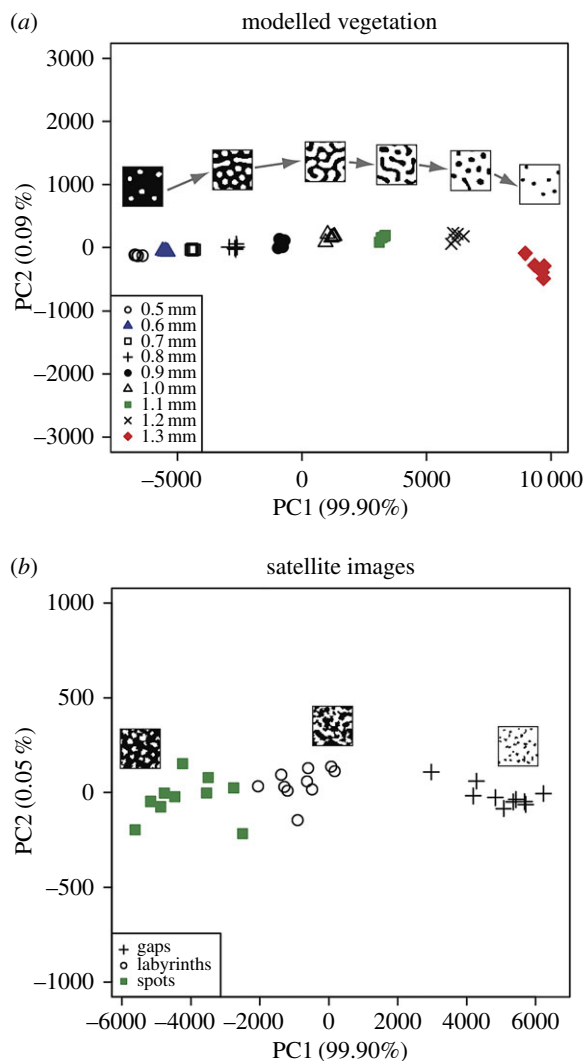 (a) modelled vegetation
3000
2000
1000
0
−1000
−2000
−3000
PC2 (0.09 %)
0.5 mm
0.6 mm
0.7 mm
0.8 mm
0.9 mm
1.0 mm
1.1 mm
1.2 mm
1.3 mm
−5000 0 5000 10 000
PC1 (99.90%)
(b) satellite images
1000
500
0
−500
−1000
PC2 (0.05 %)
gaps
labyrinths
spots
−6000 −4000 −2000 0 2000 4000 6000
PC1 (99.90%)